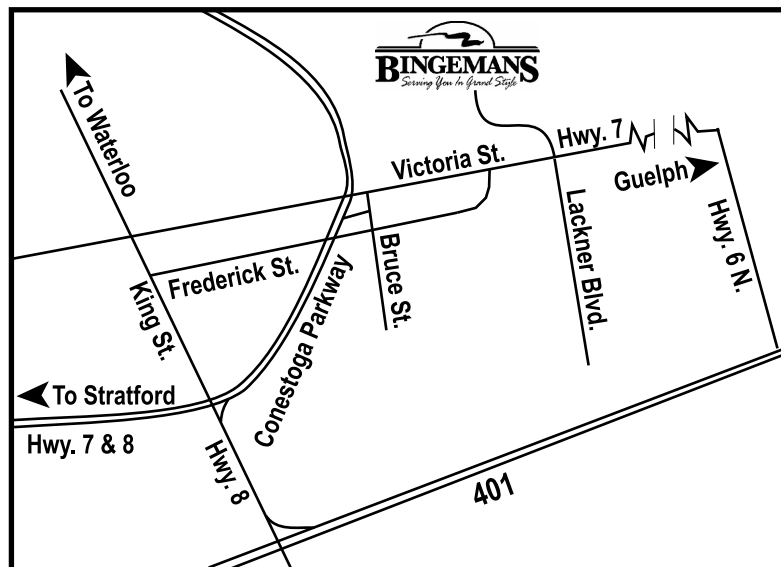 BINGEMANS
Serving You In Grand Style
To Waterloo
Hwy. 7
Victoria St.
Guelph
Hwy. 6 N.
Lackner Blvd.
Bruce St.
Frederick St.
King St.
Conestoga Parkway
To Stratford
Hwy. 7 & 8
Hwy. 8
401